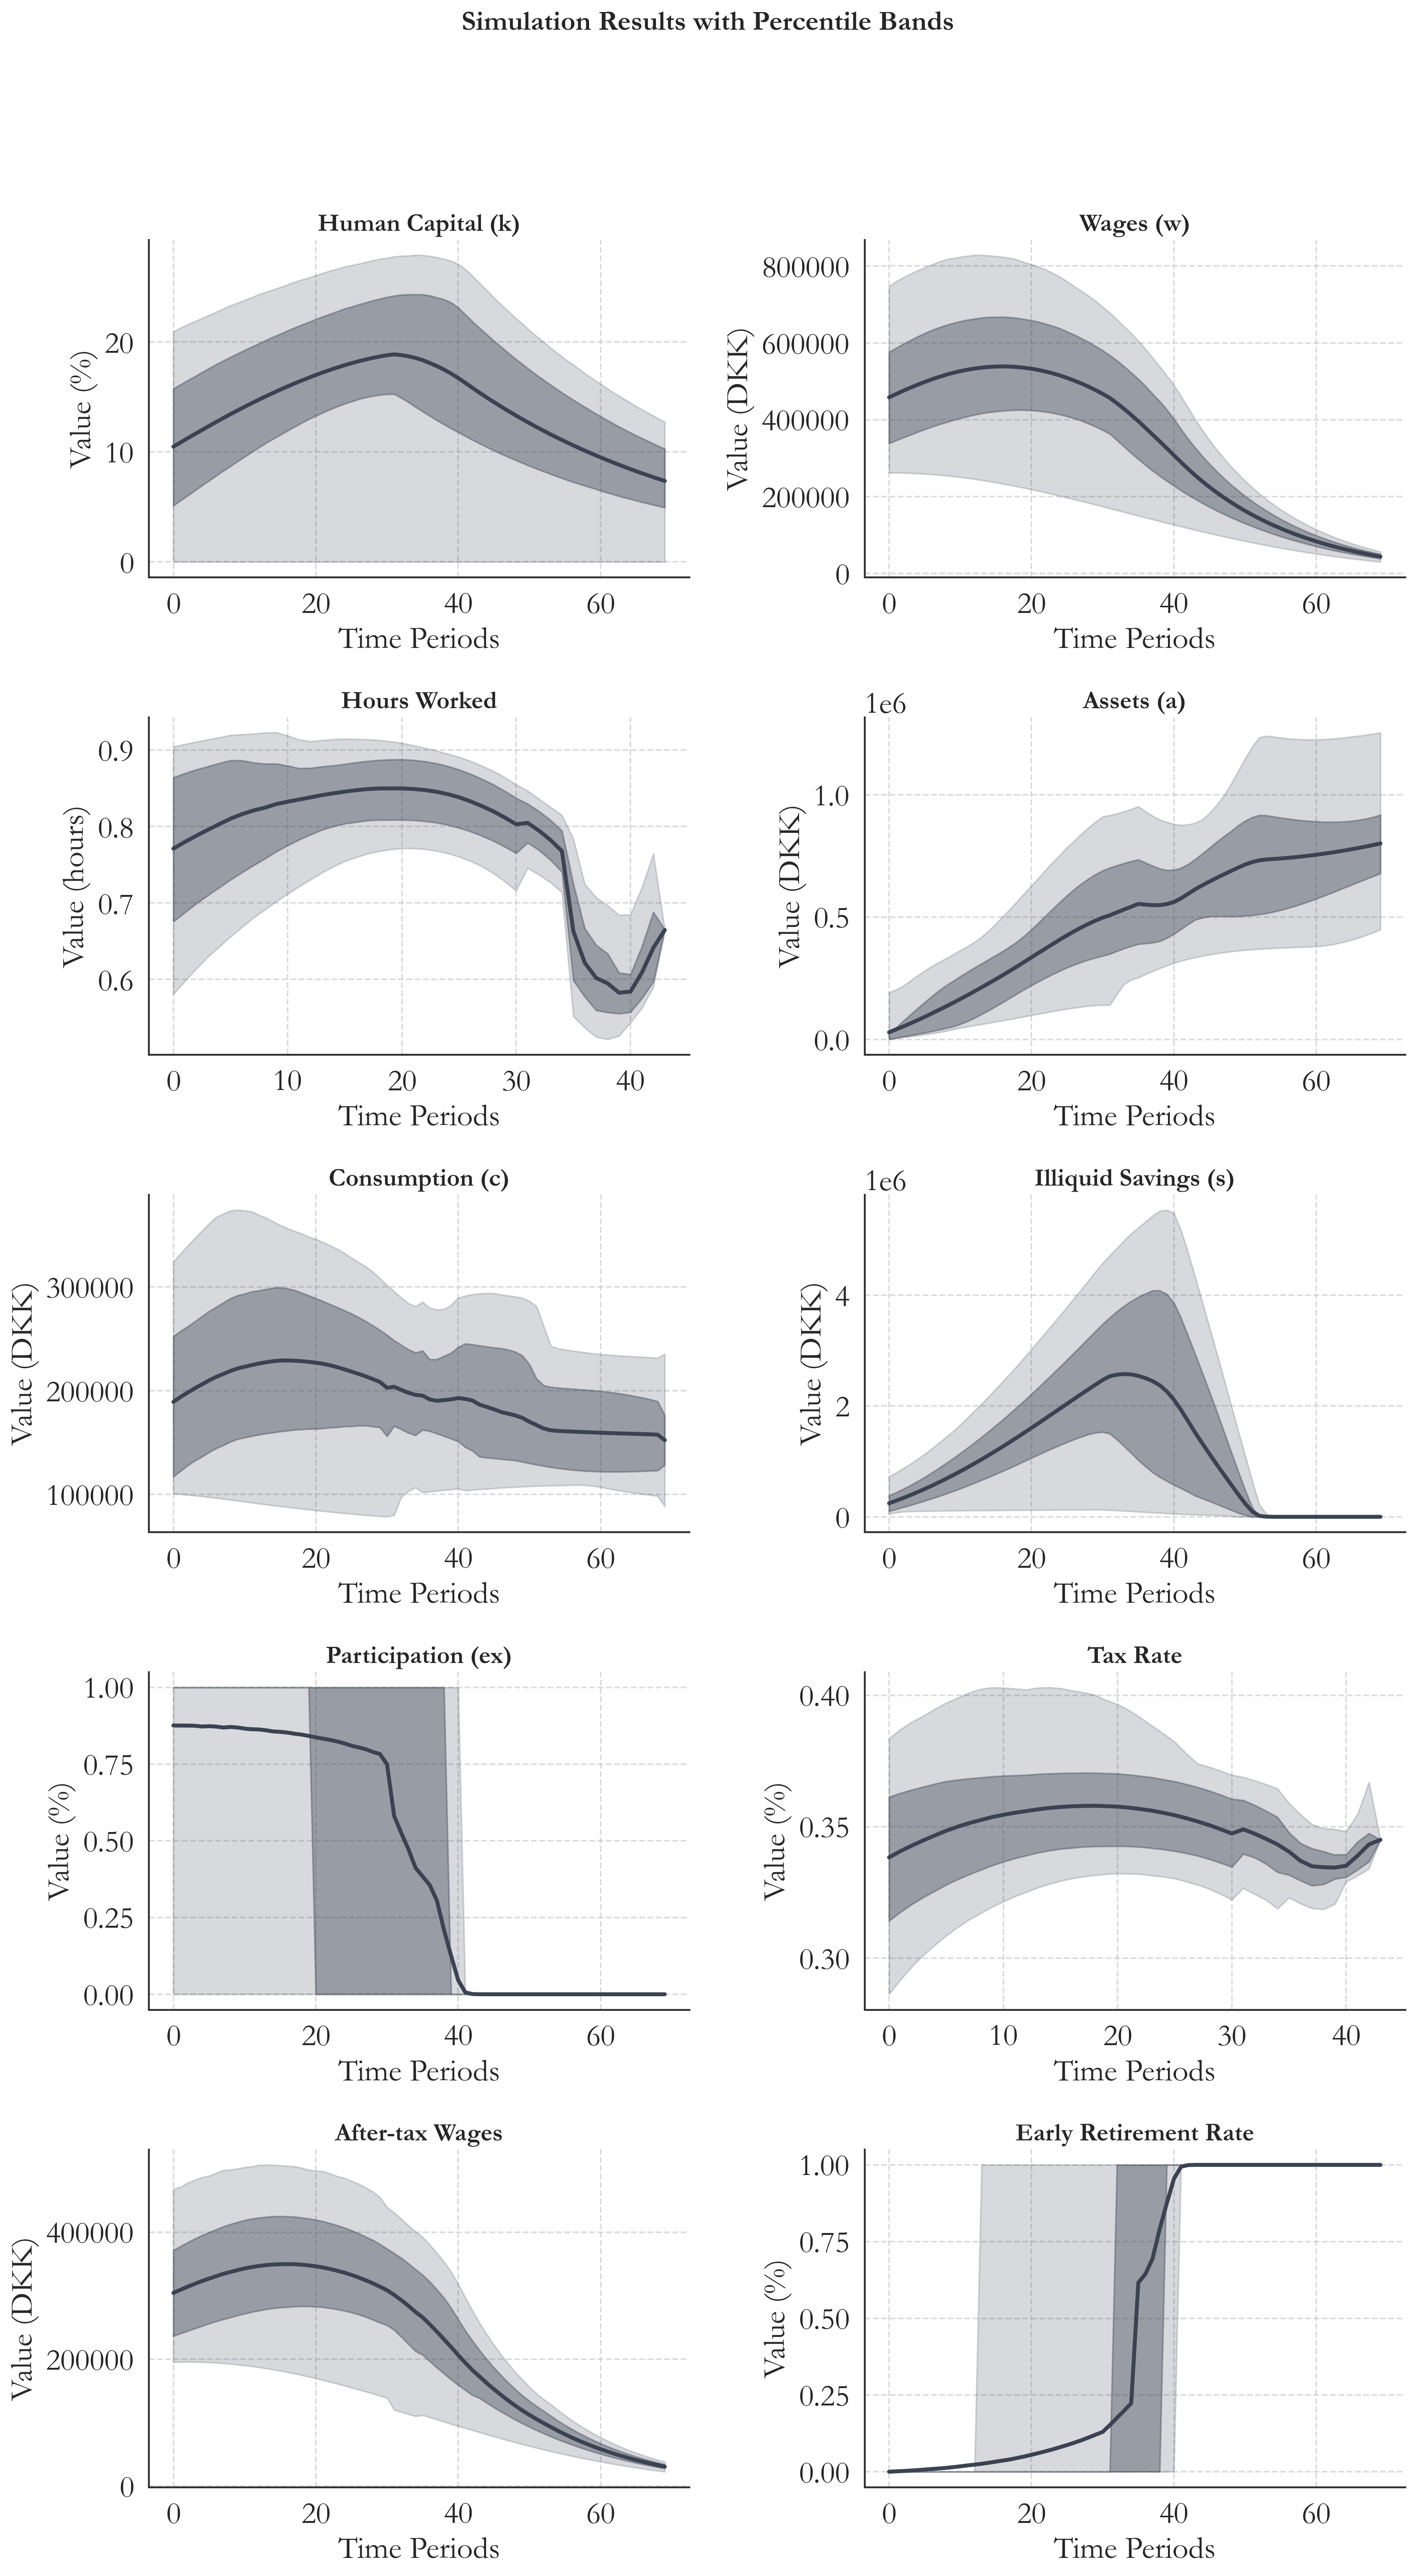 Simulation Results with Percentile Bands
Human Capital (k)
Value (%)
20
10
0
0 20 40 60
Time Periods
Wages (w)
Value (DKK)
800000
600000
400000
200000
0
0 20 40 60
Time Periods
Hours Worked
Value (hours)
0.9
0.8
0.7
0.6
0 10 20 30 40
Time Periods
Assets (a)
1e6
Value (DKK)
1.0
0.5
0.0
0 20 40 60
Time Periods
Consumption (c)
Value (DKK)
300000
200000
100000
0 20 40 60
Time Periods
Illiquid Savings (s)
1e6
Value (DKK)
4
2
0
0 20 40 60
Time Periods
Participation (ex)
Value (%)
1.00
0.75
0.50
0.25
0.00
0 20 40 60
Time Periods
Tax Rate
Value (%)
0.40
0.35
0.30
0 10 20 30 40
Time Periods
After-tax Wages
Value (DKK)
400000
200000
0
0 20 40 60
Time Periods
Early Retirement Rate
Value (%)
1.00
0.75
0.50
0.25
0.00
0 20 40 60
Time Periods